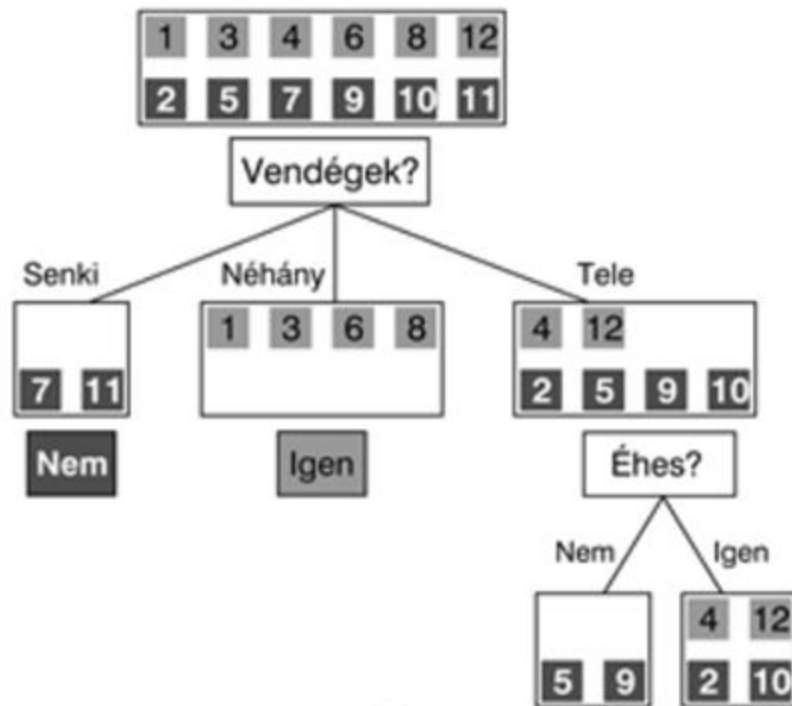 1 3 4 6 8 12
2 5 7 9 10 11
Vendégek?
Senki Néhány Tele
1 3 6 8 4 12
7 11 2 5 9 10
Nem Igen Éhes?
Nem Igen
4 12
5 9 2 10